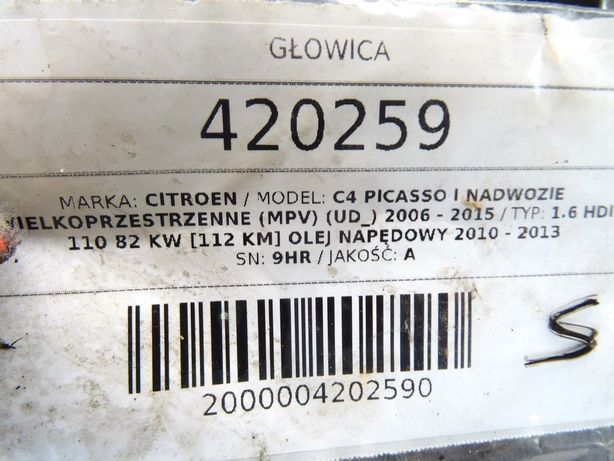 GŁOWICA
420259
MARKA: CITROEN / MODEL: C4 PICASSO I NADWOZIE
WIELKOPRZESTRZENNE (MPV) (UD_) 2006 - 2015 / TYP: 1.6 HDI
110 82 KW [112 KM] OLEJ NAPĘDOWY 2010 - 2013
SN: 9HR / JAKOŚĆ: A
2000004202590
S